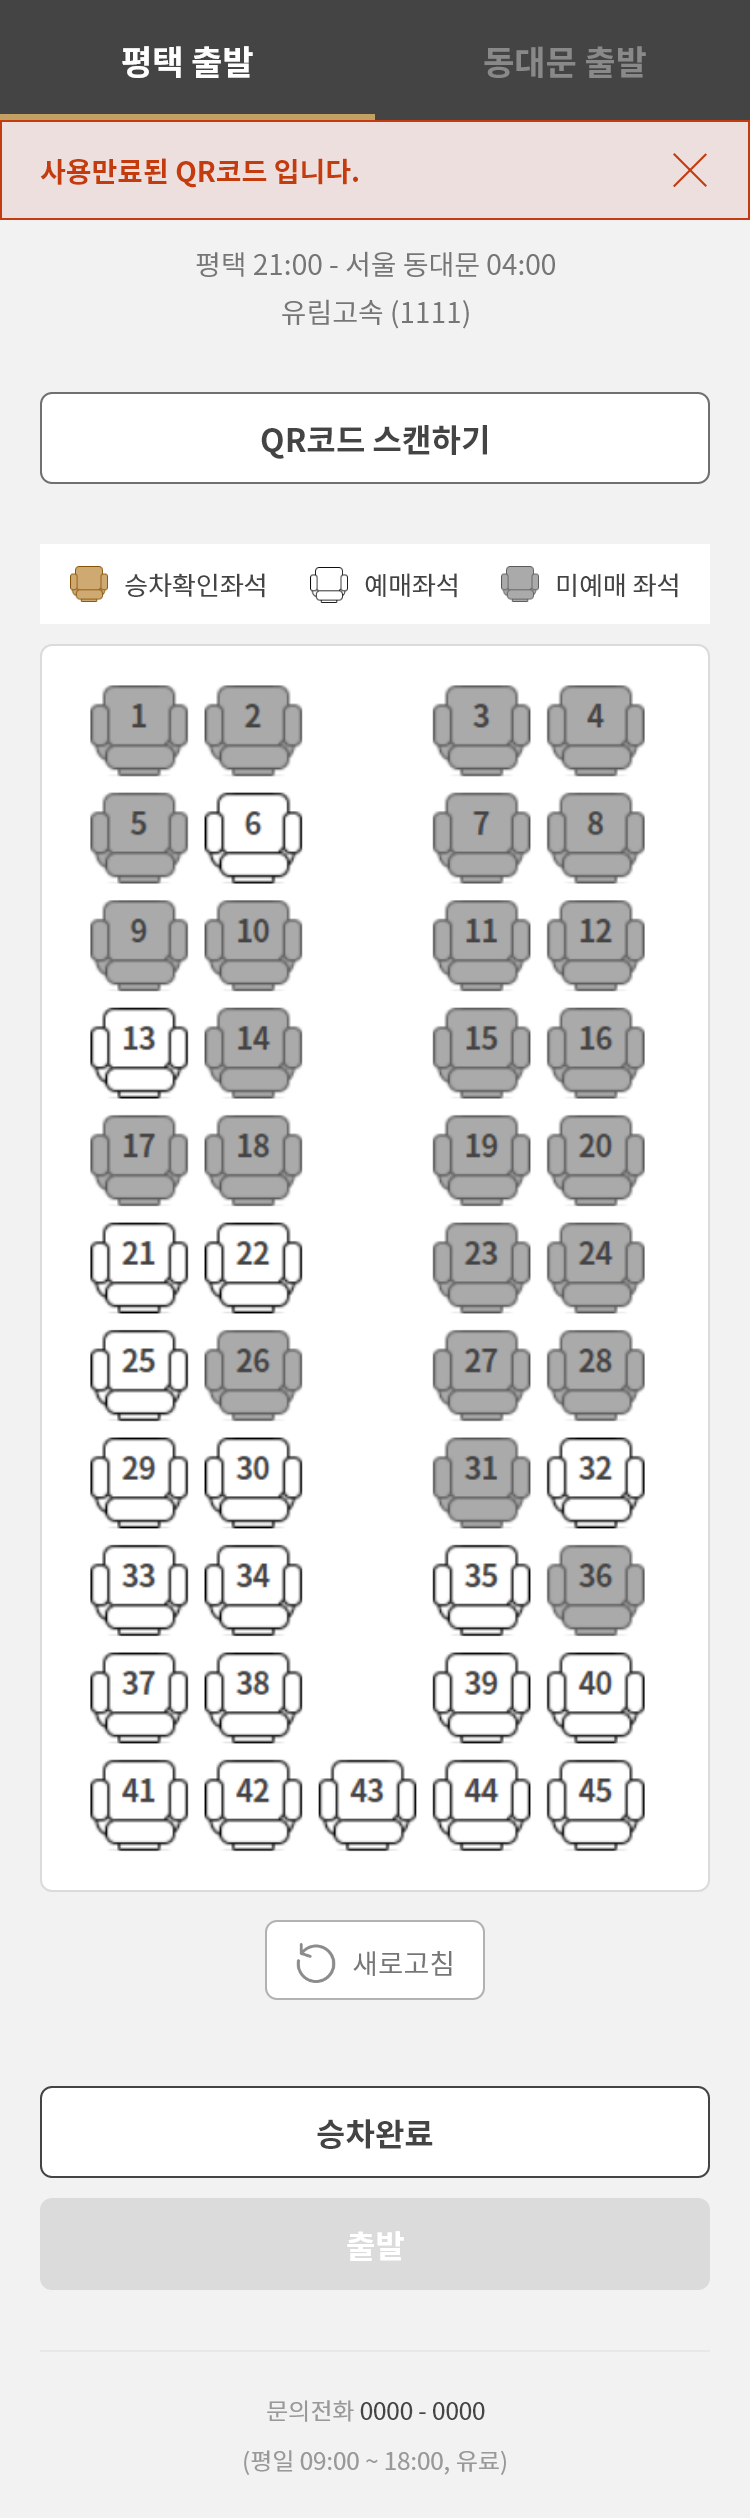 평택 출발
동대문 출발
사용만료된 QR코드 입니다.
평택 21:00 - 서울 동대문 04:00
유림고속 (1111)
QR코드 스캔하기
승차확인좌석 예매좌석 미예매 좌석
1 2 3 4
5 6 7 8
9 10 11 12
13 14 15 16
17 18 19 20
21 22 23 24
25 26 27 28
29 30 31 32
33 34 35 36
37 38 39 40
41 42 43 44 45
새로고침
승차완료
출발
문의전화 0000 - 0000
(평일 09:00 ~ 18:00, 유료)